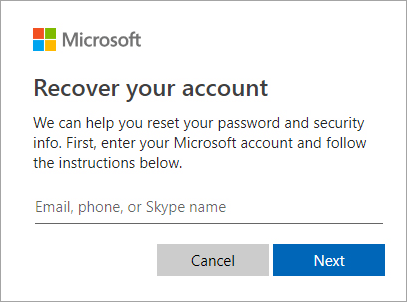 Microsoft
Recover your account
We can help you reset your password and security
info. First, enter your Microsoft account and follow
the instructions below.
Email, phone, or Skype name
Cancel Next